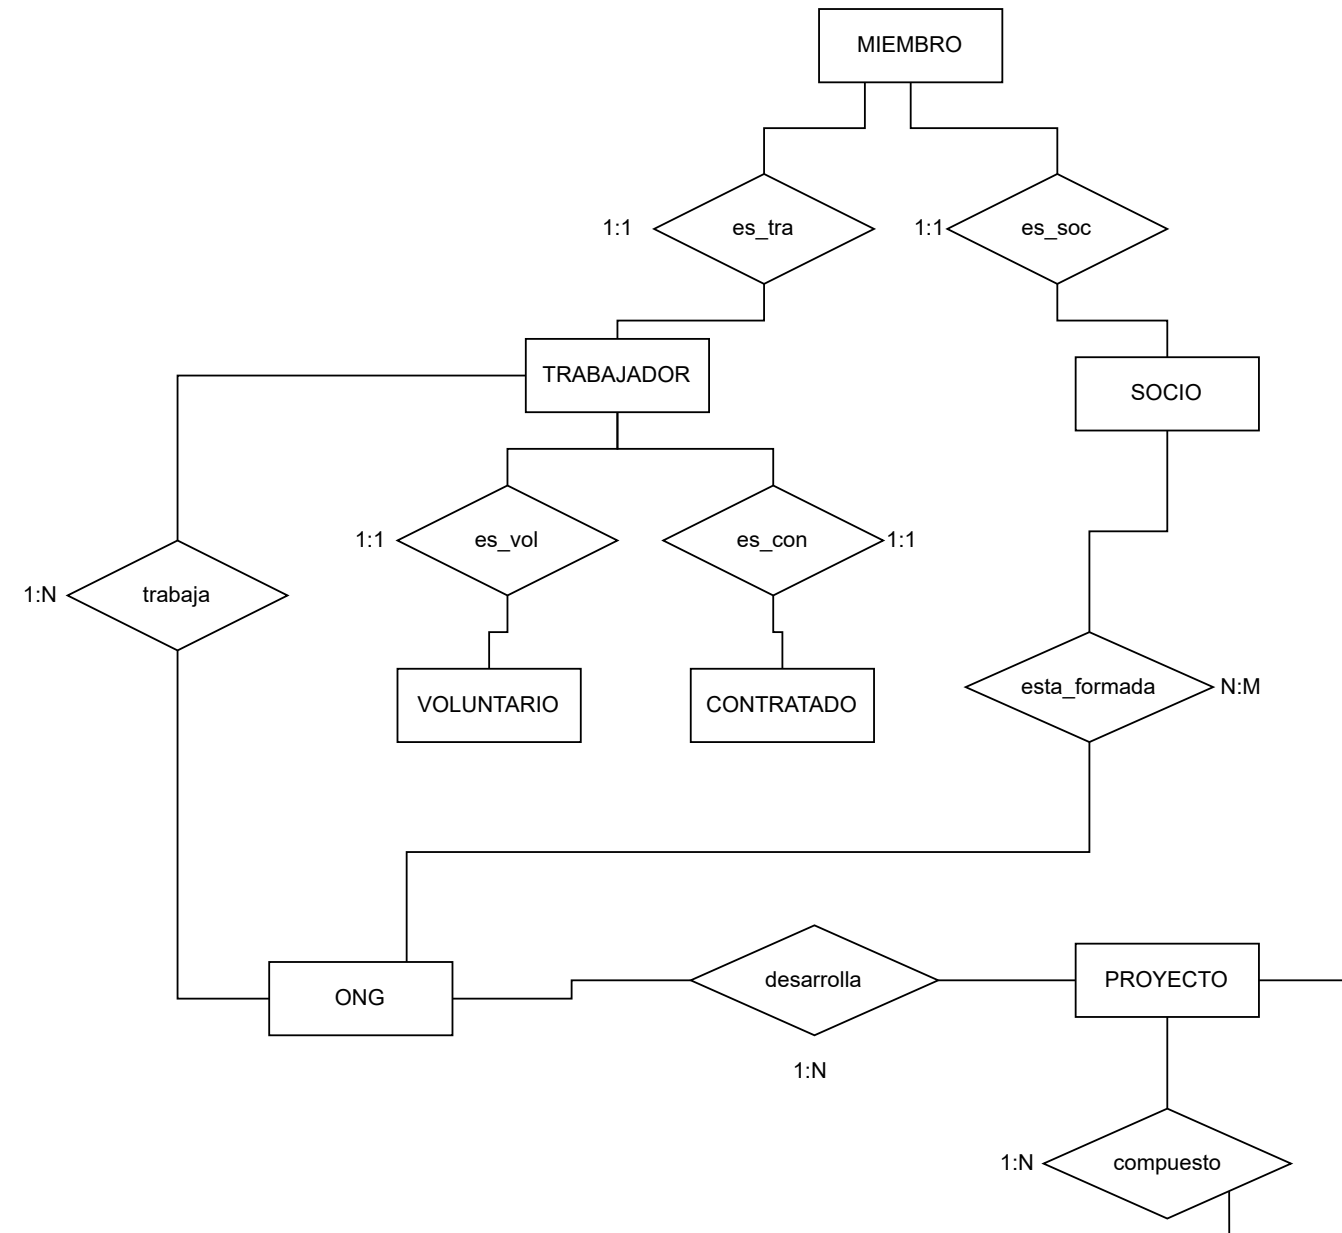 MIEMBRO
1:1
es_tra
1:1
es_soc
TRABAJADOR
SOCIO
1:1
es_vol
es_con
1:1
1:N
trabaja
esta_formada
N:M
VOLUNTARIO
CONTRATADO
ONG
desarrolla
PROYECTO
1:N
1:N
compuesto